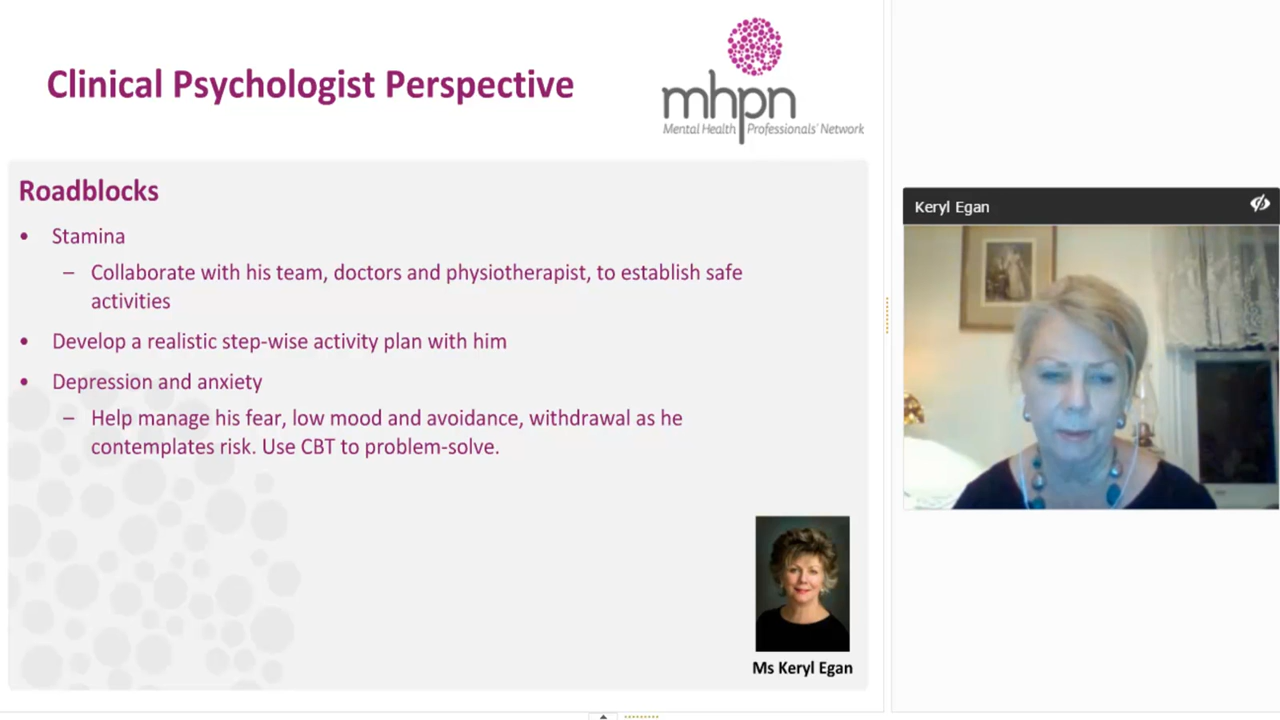 Clinical Psychologist Perspective
mhpn
Mental Health Professionals' Network
Roadblocks
• Stamina
– Collaborate with his team, doctors and physiotherapist, to establish safe
activities
• Develop a realistic step-wise activity plan with him
• Depression and anxiety
– Help manage his fear, low mood and avoidance, withdrawal as he
contemplates risk. Use CBT to problem-solve.
Ms Keryl Egan
Keryl Egan